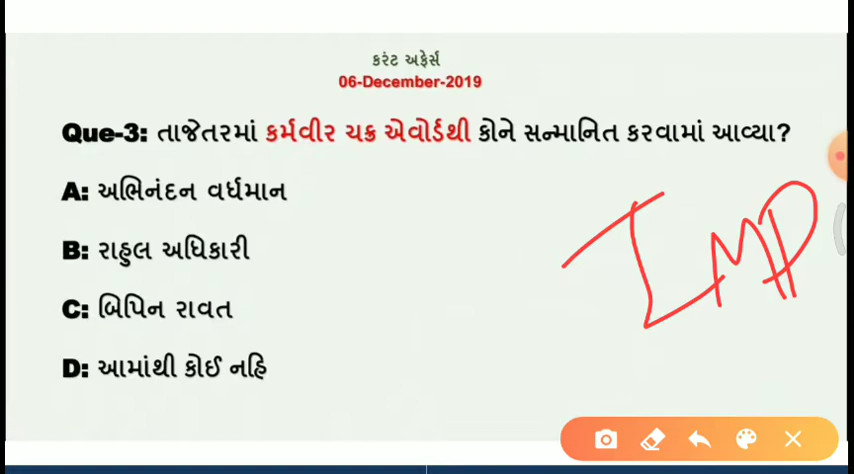 કરંટ અફેર્સ
06-December-2019
Que-3: તાજેતરમાં કર્મવીર ચક્ર એવોર્ડથી કોને સન્માનિત કરવામાં આવ્યા?
A: અભિનંદન વર્ધમાન
B: રાહુલ અધિકારી
C: બિપિન રાવત
D: આમાંથી કોઈ નહિ
IMP